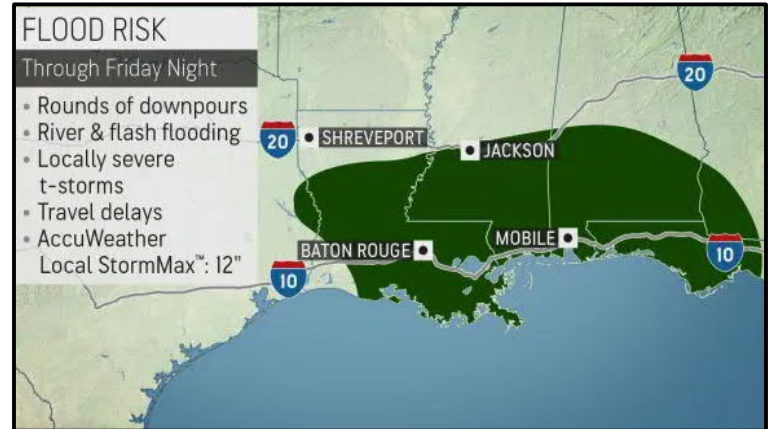 FLOOD RISK
Through Friday Night
• Rounds of downpours
• River & flash flooding
• Locally severe
t-storms
• Travel delays
• AccuWeather
Local StormMax™: 12"
20
20
SHREVEPORT
JACKSON
MOBILE
BATON ROUGE
10
10